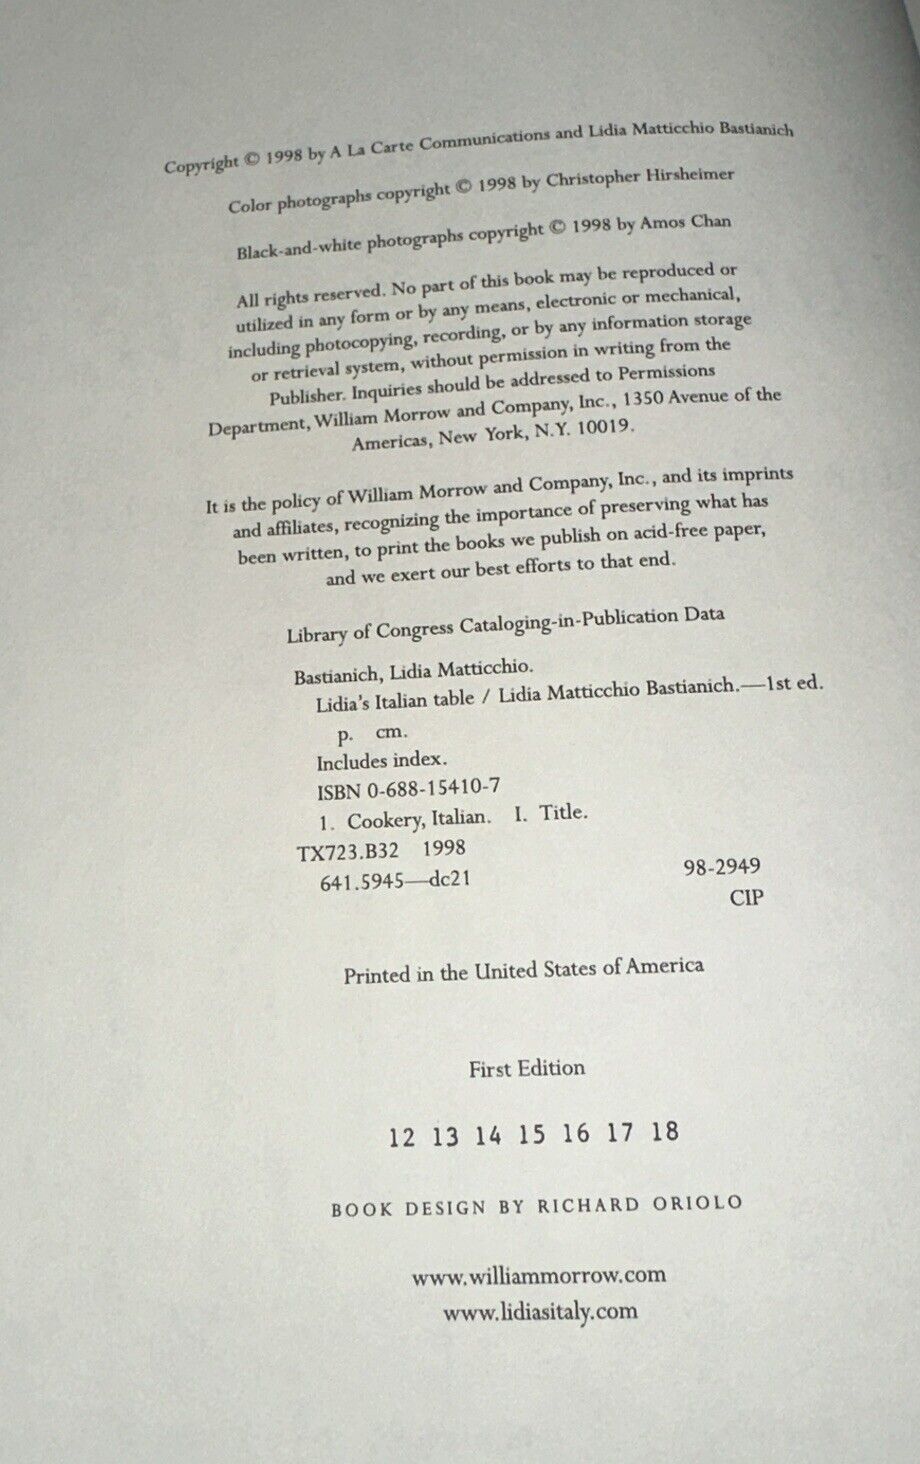 Copyright © 1998 by A La Carte Communications and Lidia Matticchio Bastianich
Color photographs copyright © 1998 by Christopher Hirsheimer
Black-and-white photographs copyright © 1998 by Amos Chan
All rights reserved. No part of this book may be reproduced or
utilized in any form or by any means, electronic or mechanical,
including photocopying, recording, or by any information storage
or retrieval system, without permission in writing from the
Publisher. Inquiries should be addressed to Permissions
Department, William Morrow and Company, Inc., 1350 Avenue of the
Americas, New York, N.Y. 10019.
It is the policy of William Morrow and Company, Inc., and its imprints
and affiliates, recognizing the importance of preserving what has
been written, to print the books we publish on acid-free paper,
and we exert our best efforts to that end.
Library of Congress Cataloging-in-Publication Data
Bastianich, Lidia Matticchio.
Lidia's Italian table / Lidia Matticchio Bastianich.—1st ed.
p. cm.
Includes index.
ISBN 0-688-15410-7
1. Cookery, Italian. I. Title.
TX723.B32 1998
641.5945—dc21 98-2949
CIP
Printed in the United States of America
First Edition
12 13 14 15 16 17 18
BOOK DESIGN BY RICHARD ORIOLO
www.williammorrow.com
www.lidiasitaly.com